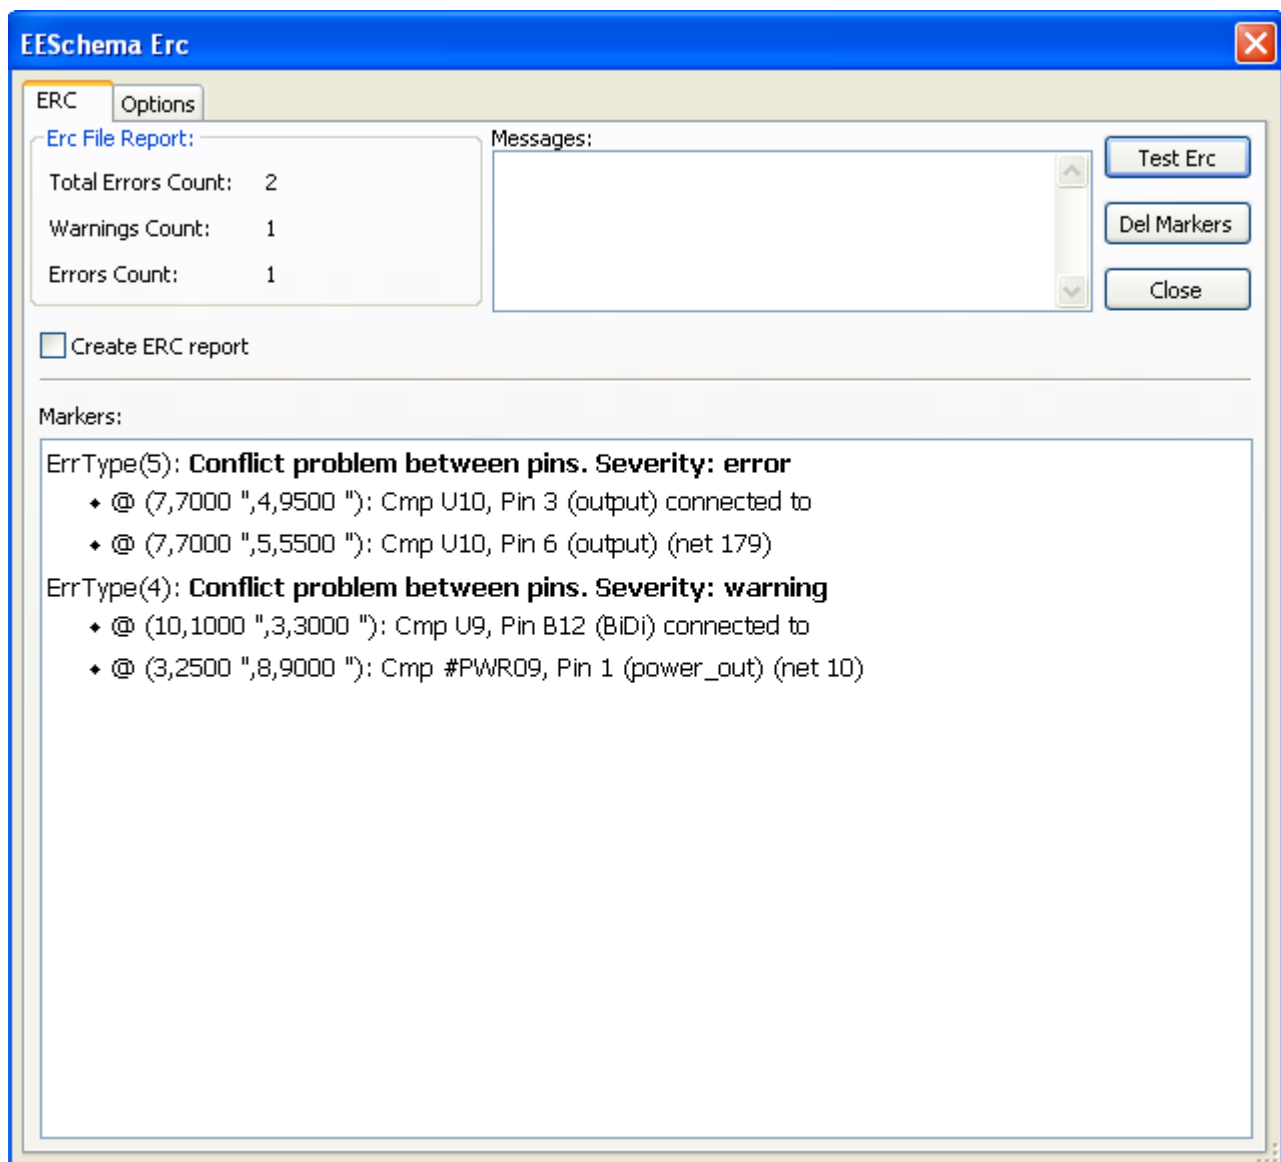 EESchema Erc
ERC Options
Erc File Report:
Total Errors Count: 2
Warnings Count: 1
Errors Count: 1
Messages:
Test Erc
Del Markers
Close
Create ERC report
Markers:
ErrType(5): Conflict problem between pins. Severity: error
@ (7,7000 ",4,9500 "): Cmp U10, Pin 3 (output) connected to
@ (7,7000 ",5,5500 "): Cmp U10, Pin 6 (output) (net 179)
ErrType(4): Conflict problem between pins. Severity: warning
@ (10,1000 ",3,3000 "): Cmp U9, Pin B12 (BiDi) connected to
@ (3,2500 ",8,9000 "): Cmp #PWR09, Pin 1 (power_out) (net 10)